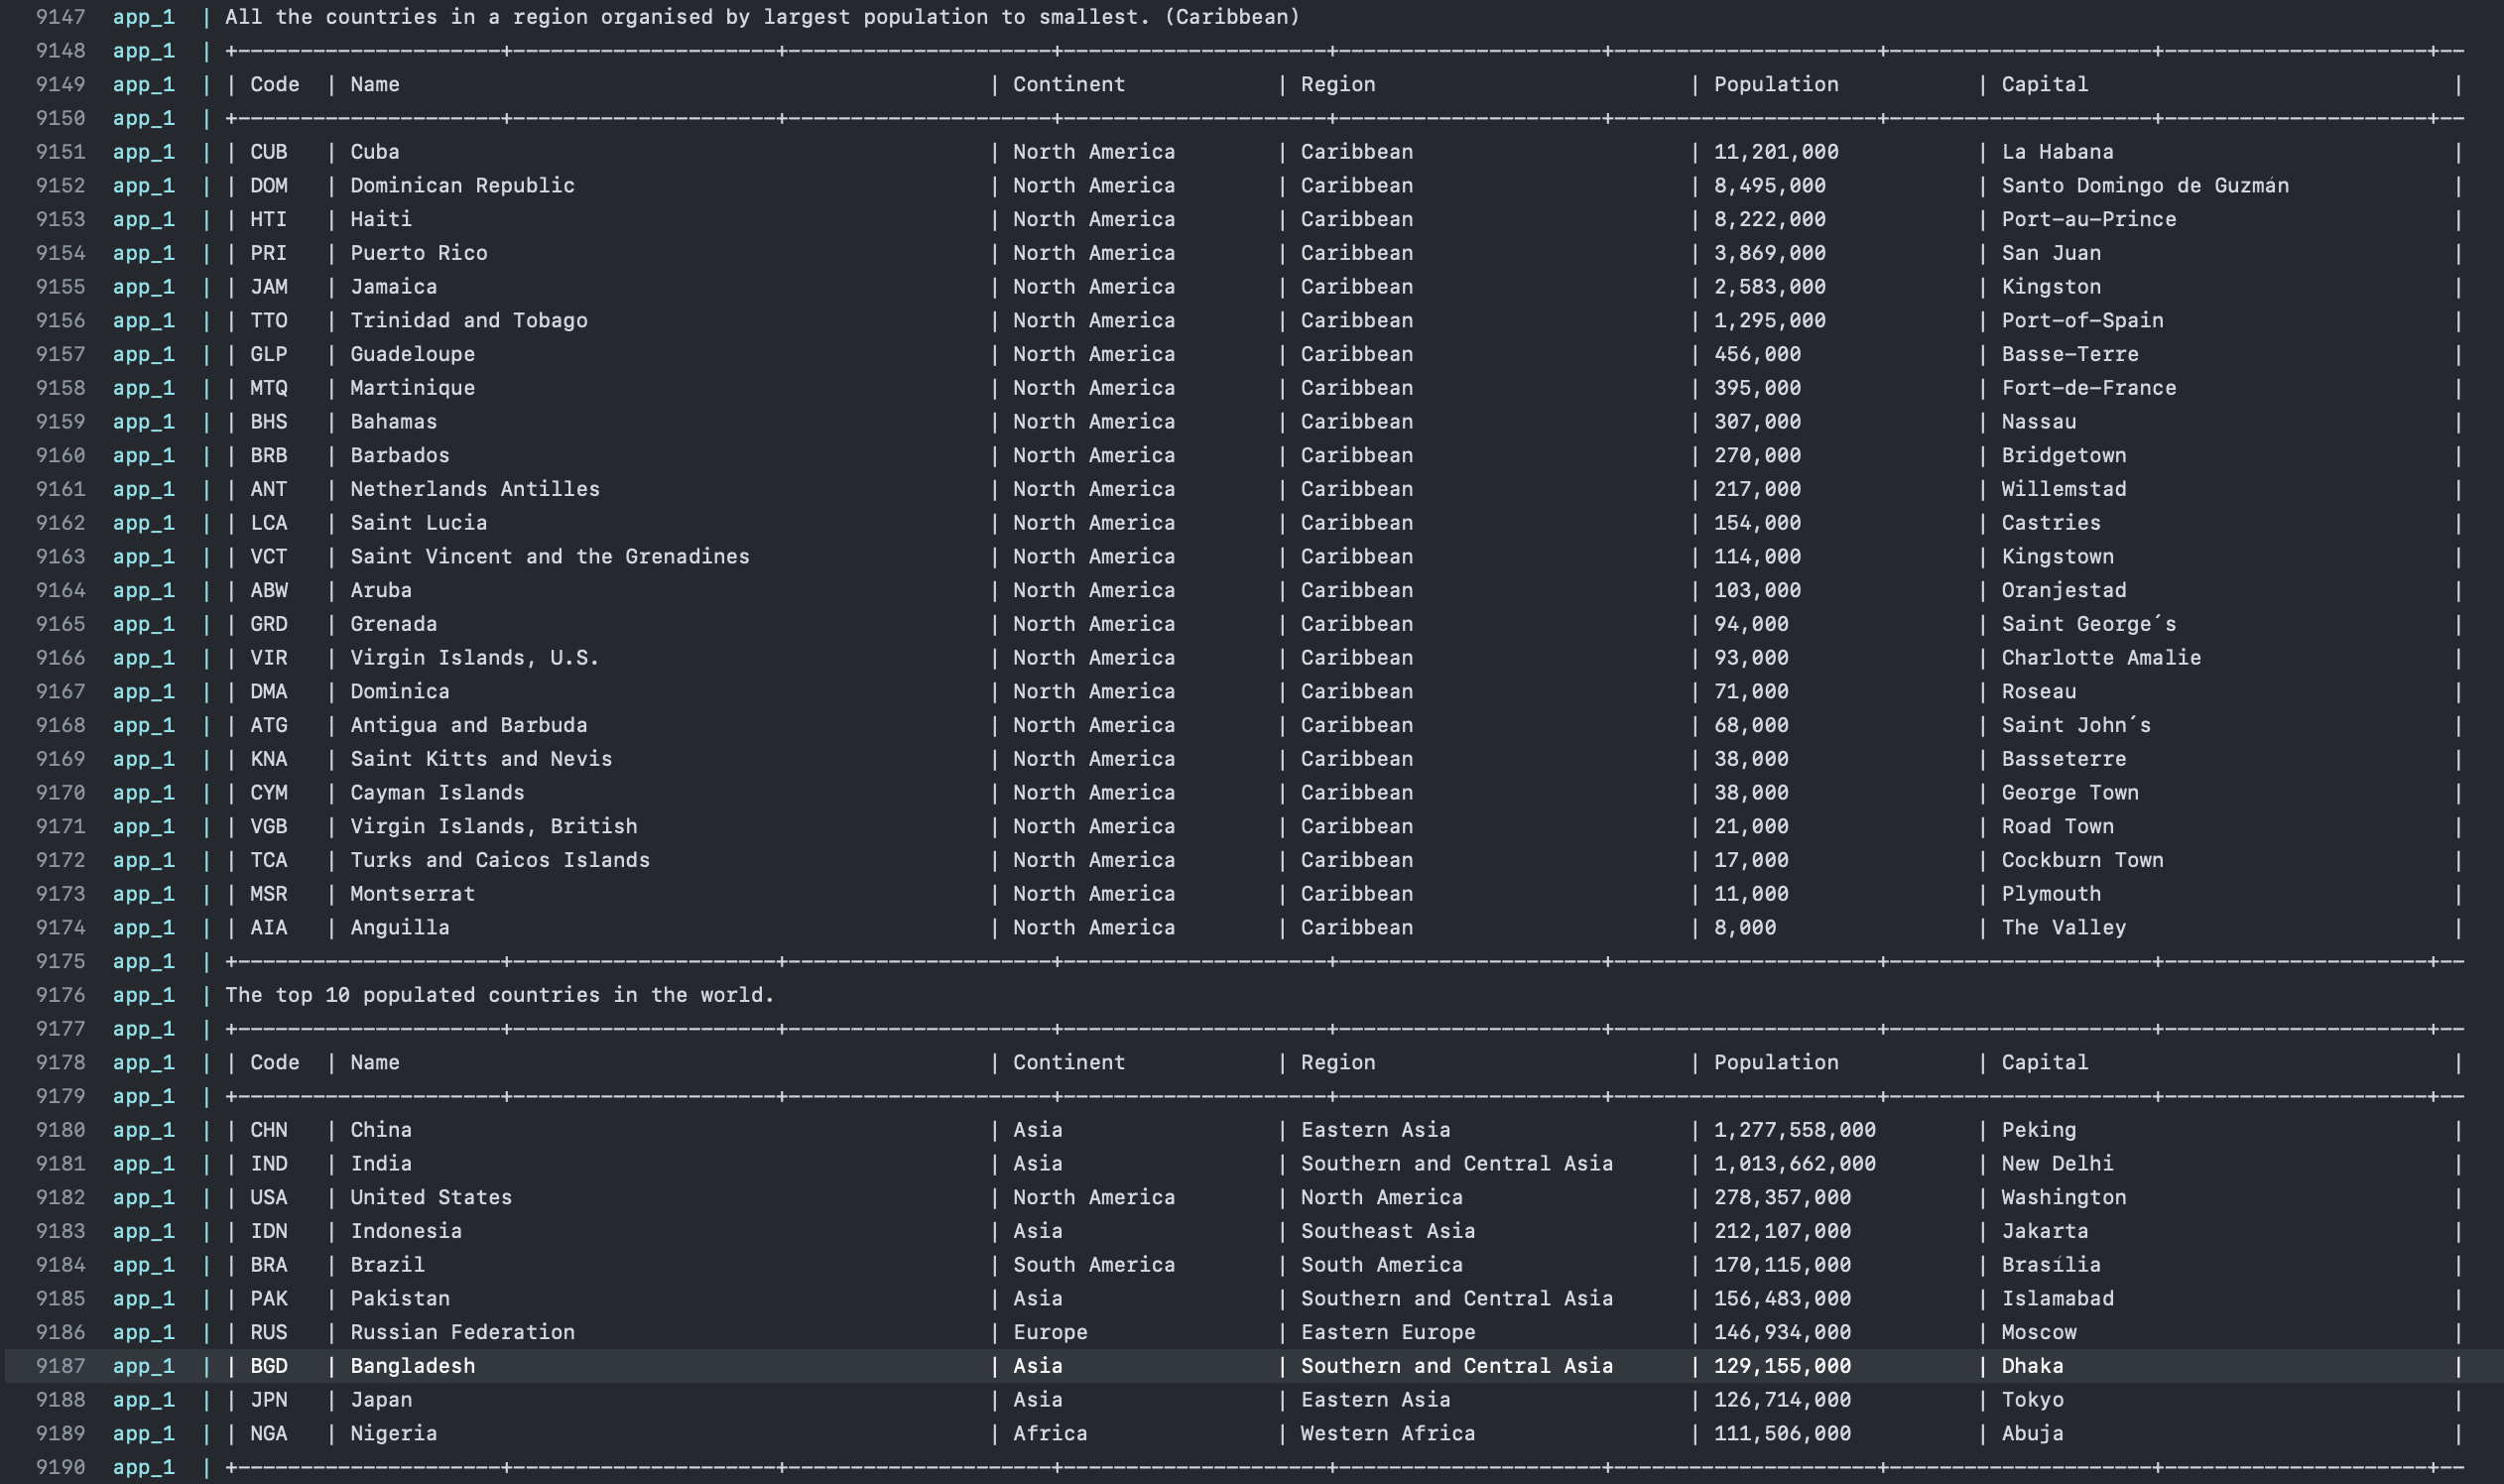 9147 app_1 | All the countries in a region organised by largest population to smallest. (Caribbean)
9148 app_1 | +---------------------+---------------------+---------------------+---------------------+---------------------+---------------------+---------------------+---------------------+--
9149 app_1 | | Code | Name | Continent | Region | Population | Capital |
9150 app_1 | +---------------------+---------------------+---------------------+---------------------+---------------------+---------------------+---------------------+---------------------+--
9151 app_1 | | CUB | Cuba | North America | Caribbean | 11,201,000 | La Habana |
9152 app_1 | | DOM | Dominican Republic | North America | Caribbean | 8,495,000 | Santo Domingo de Guzmán |
9153 app_1 | | HTI | Haiti | North America | Caribbean | 8,222,000 | Port-au-Prince |
9154 app_1 | | PRI | Puerto Rico | North America | Caribbean | 3,869,000 | San Juan |
9155 app_1 | | JAM | Jamaica | North America | Caribbean | 2,583,000 | Kingston |
9156 app_1 | | TTO | Trinidad and Tobago | North America | Caribbean | 1,295,000 | Port-of-Spain |
9157 app_1 | | GLP | Guadeloupe | North America | Caribbean | 456,000 | Basse-Terre |
9158 app_1 | | MTQ | Martinique | North America | Caribbean | 395,000 | Fort-de-France |
9159 app_1 | | BHS | Bahamas | North America | Caribbean | 307,000 | Nassau |
9160 app_1 | | BRB | Barbados | North America | Caribbean | 270,000 | Bridgetown |
9161 app_1 | | ANT | Netherlands Antilles | North America | Caribbean | 217,000 | Willemstad |
9162 app_1 | | LCA | Saint Lucia | North America | Caribbean | 154,000 | Castries |
9163 app_1 | | VCT | Saint Vincent and the Grenadines | North America | Caribbean | 114,000 | Kingstown |
9164 app_1 | | ABW | Aruba | North America | Caribbean | 103,000 | Oranjestad |
9165 app_1 | | GRD | Grenada | North America | Caribbean | 94,000 | Saint George´s |
9166 app_1 | | VIR | Virgin Islands, U.S. | North America | Caribbean | 93,000 | Charlotte Amalie |
9167 app_1 | | DMA | Dominica | North America | Caribbean | 71,000 | Roseau |
9168 app_1 | | ATG | Antigua and Barbuda | North America | Caribbean | 68,000 | Saint John´s |
9169 app_1 | | KNA | Saint Kitts and Nevis | North America | Caribbean | 38,000 | Basseterre |
9170 app_1 | | CYM | Cayman Islands | North America | Caribbean | 38,000 | George Town |
9171 app_1 | | VGB | Virgin Islands, British | North America | Caribbean | 21,000 | Road Town |
9172 app_1 | | TCA | Turks and Caicos Islands | North America | Caribbean | 17,000 | Cockburn Town |
9173 app_1 | | MSR | Montserrat | North America | Caribbean | 11,000 | Plymouth |
9174 app_1 | | AIA | Anguilla | North America | Caribbean | 8,000 | The Valley |
9175 app_1 | +---------------------+---------------------+---------------------+---------------------+---------------------+---------------------+---------------------+---------------------+--
9176 app_1 | The top 10 populated countries in the world.
9177 app_1 | +---------------------+---------------------+---------------------+---------------------+---------------------+---------------------+---------------------+---------------------+--
9178 app_1 | | Code | Name | Continent | Region | Population | Capital |
9179 app_1 | +---------------------+---------------------+---------------------+---------------------+---------------------+---------------------+---------------------+---------------------+--
9180 app_1 | | CHN | China | Asia | Eastern Asia | 1,277,558,000 | Peking |
9181 app_1 | | IND | India | Asia | Southern and Central Asia | 1,013,662,000 | New Delhi |
9182 app_1 | | USA | United States | North America | North America | 278,357,000 | Washington |
9183 app_1 | | IDN | Indonesia | Asia | Southeast Asia | 212,107,000 | Jakarta |
9184 app_1 | | BRA | Brazil | South America | South America | 170,115,000 | Brasília |
9185 app_1 | | PAK | Pakistan | Asia | Southern and Central Asia | 156,483,000 | Islamabad |
9186 app_1 | | RUS | Russian Federation | Europe | Eastern Europe | 146,934,000 | Moscow |
9187 app_1 | | BGD | Bangladesh | Asia | Southern and Central Asia | 129,155,000 | Dhaka |
9188 app_1 | | JPN | Japan | Asia | Eastern Asia | 126,714,000 | Tokyo |
9189 app_1 | | NGA | Nigeria | Africa | Western Africa | 111,506,000 | Abuja |
9190 app_1 | +---------------------+---------------------+---------------------+---------------------+---------------------+---------------------+---------------------+---------------------+--